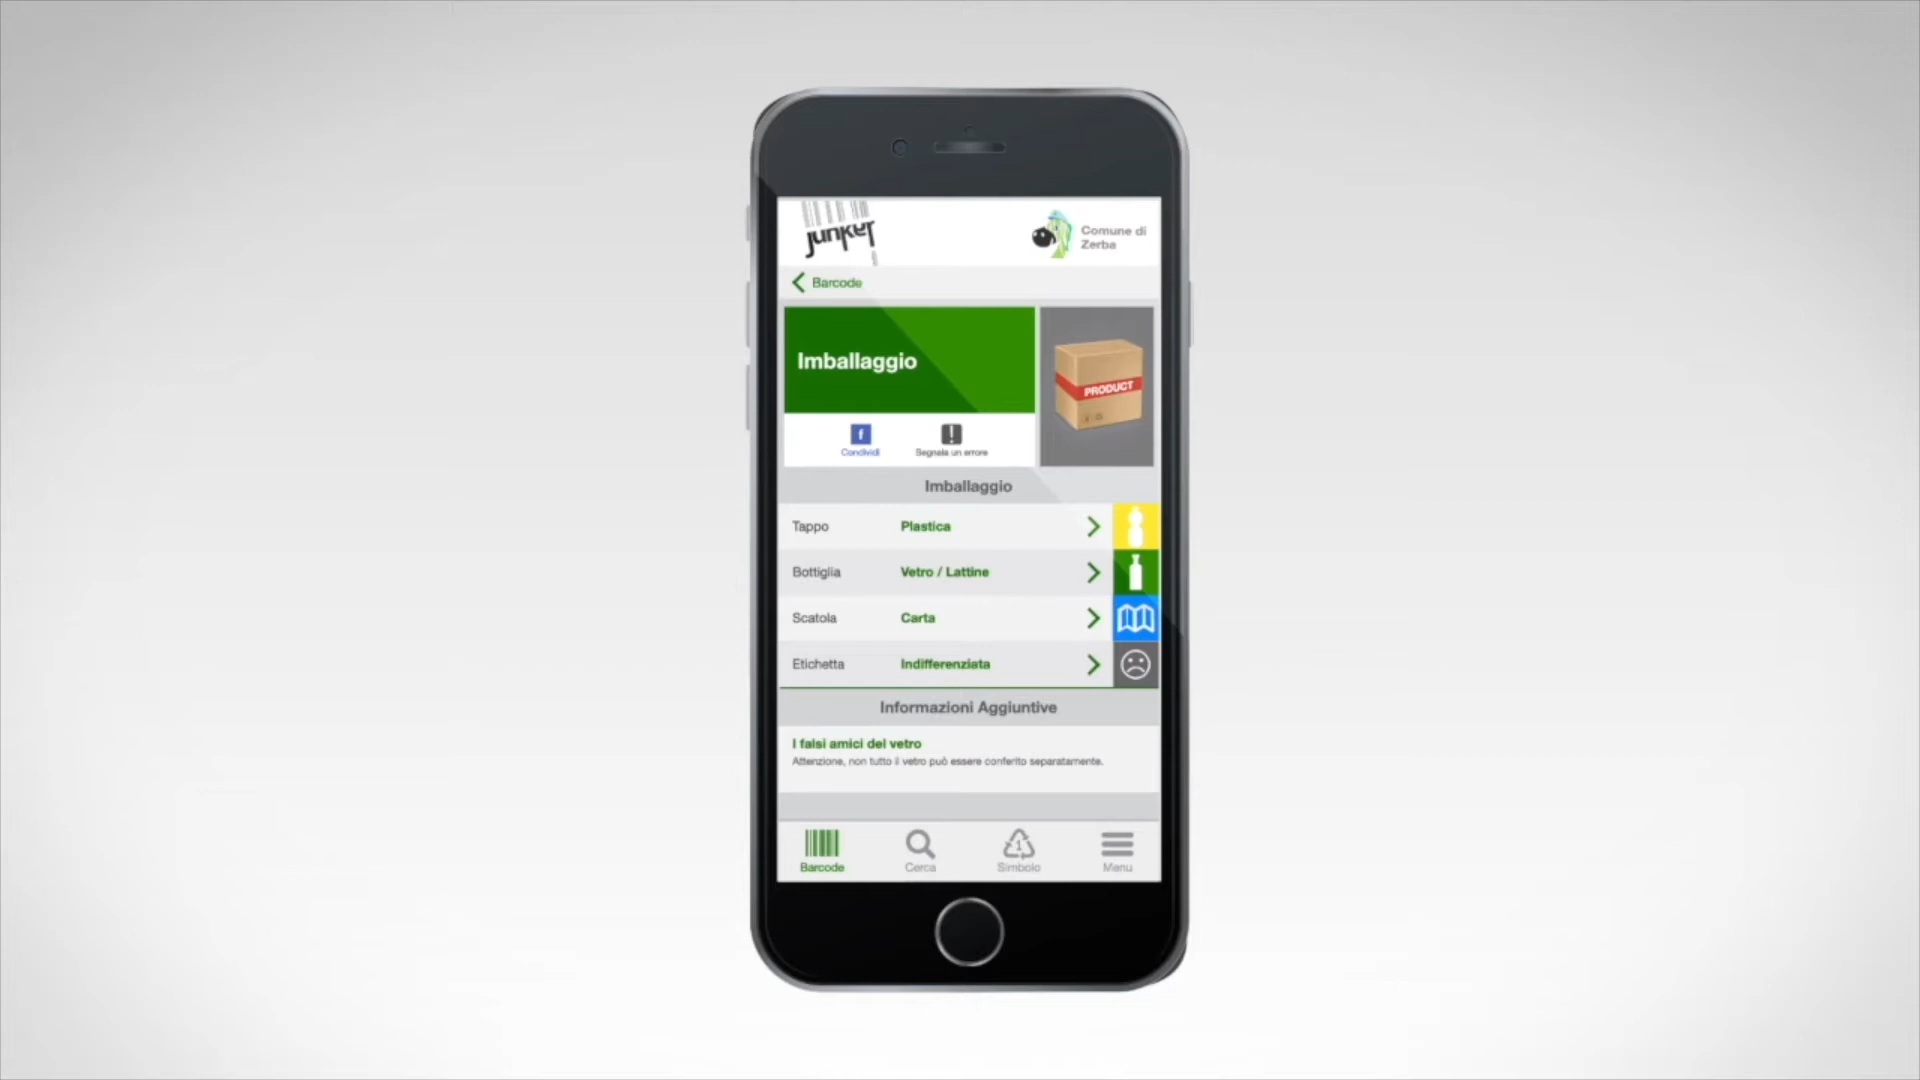 junker
Comune di
Zerba
Barcode
Imballaggio
PRODUCT
f
Condividi
Segnala un errore
Imballaggio
Tappo Plastica
Bottiglia Vetro / Lattine
Scatola Carta
Etichetta Indifferenziata
Informazioni Aggiuntive
I falsi amici del vetro
Attenzione, non tutto il vetro può essere conferito separatamente.
1
Barcode Cerca Simbolo Menu